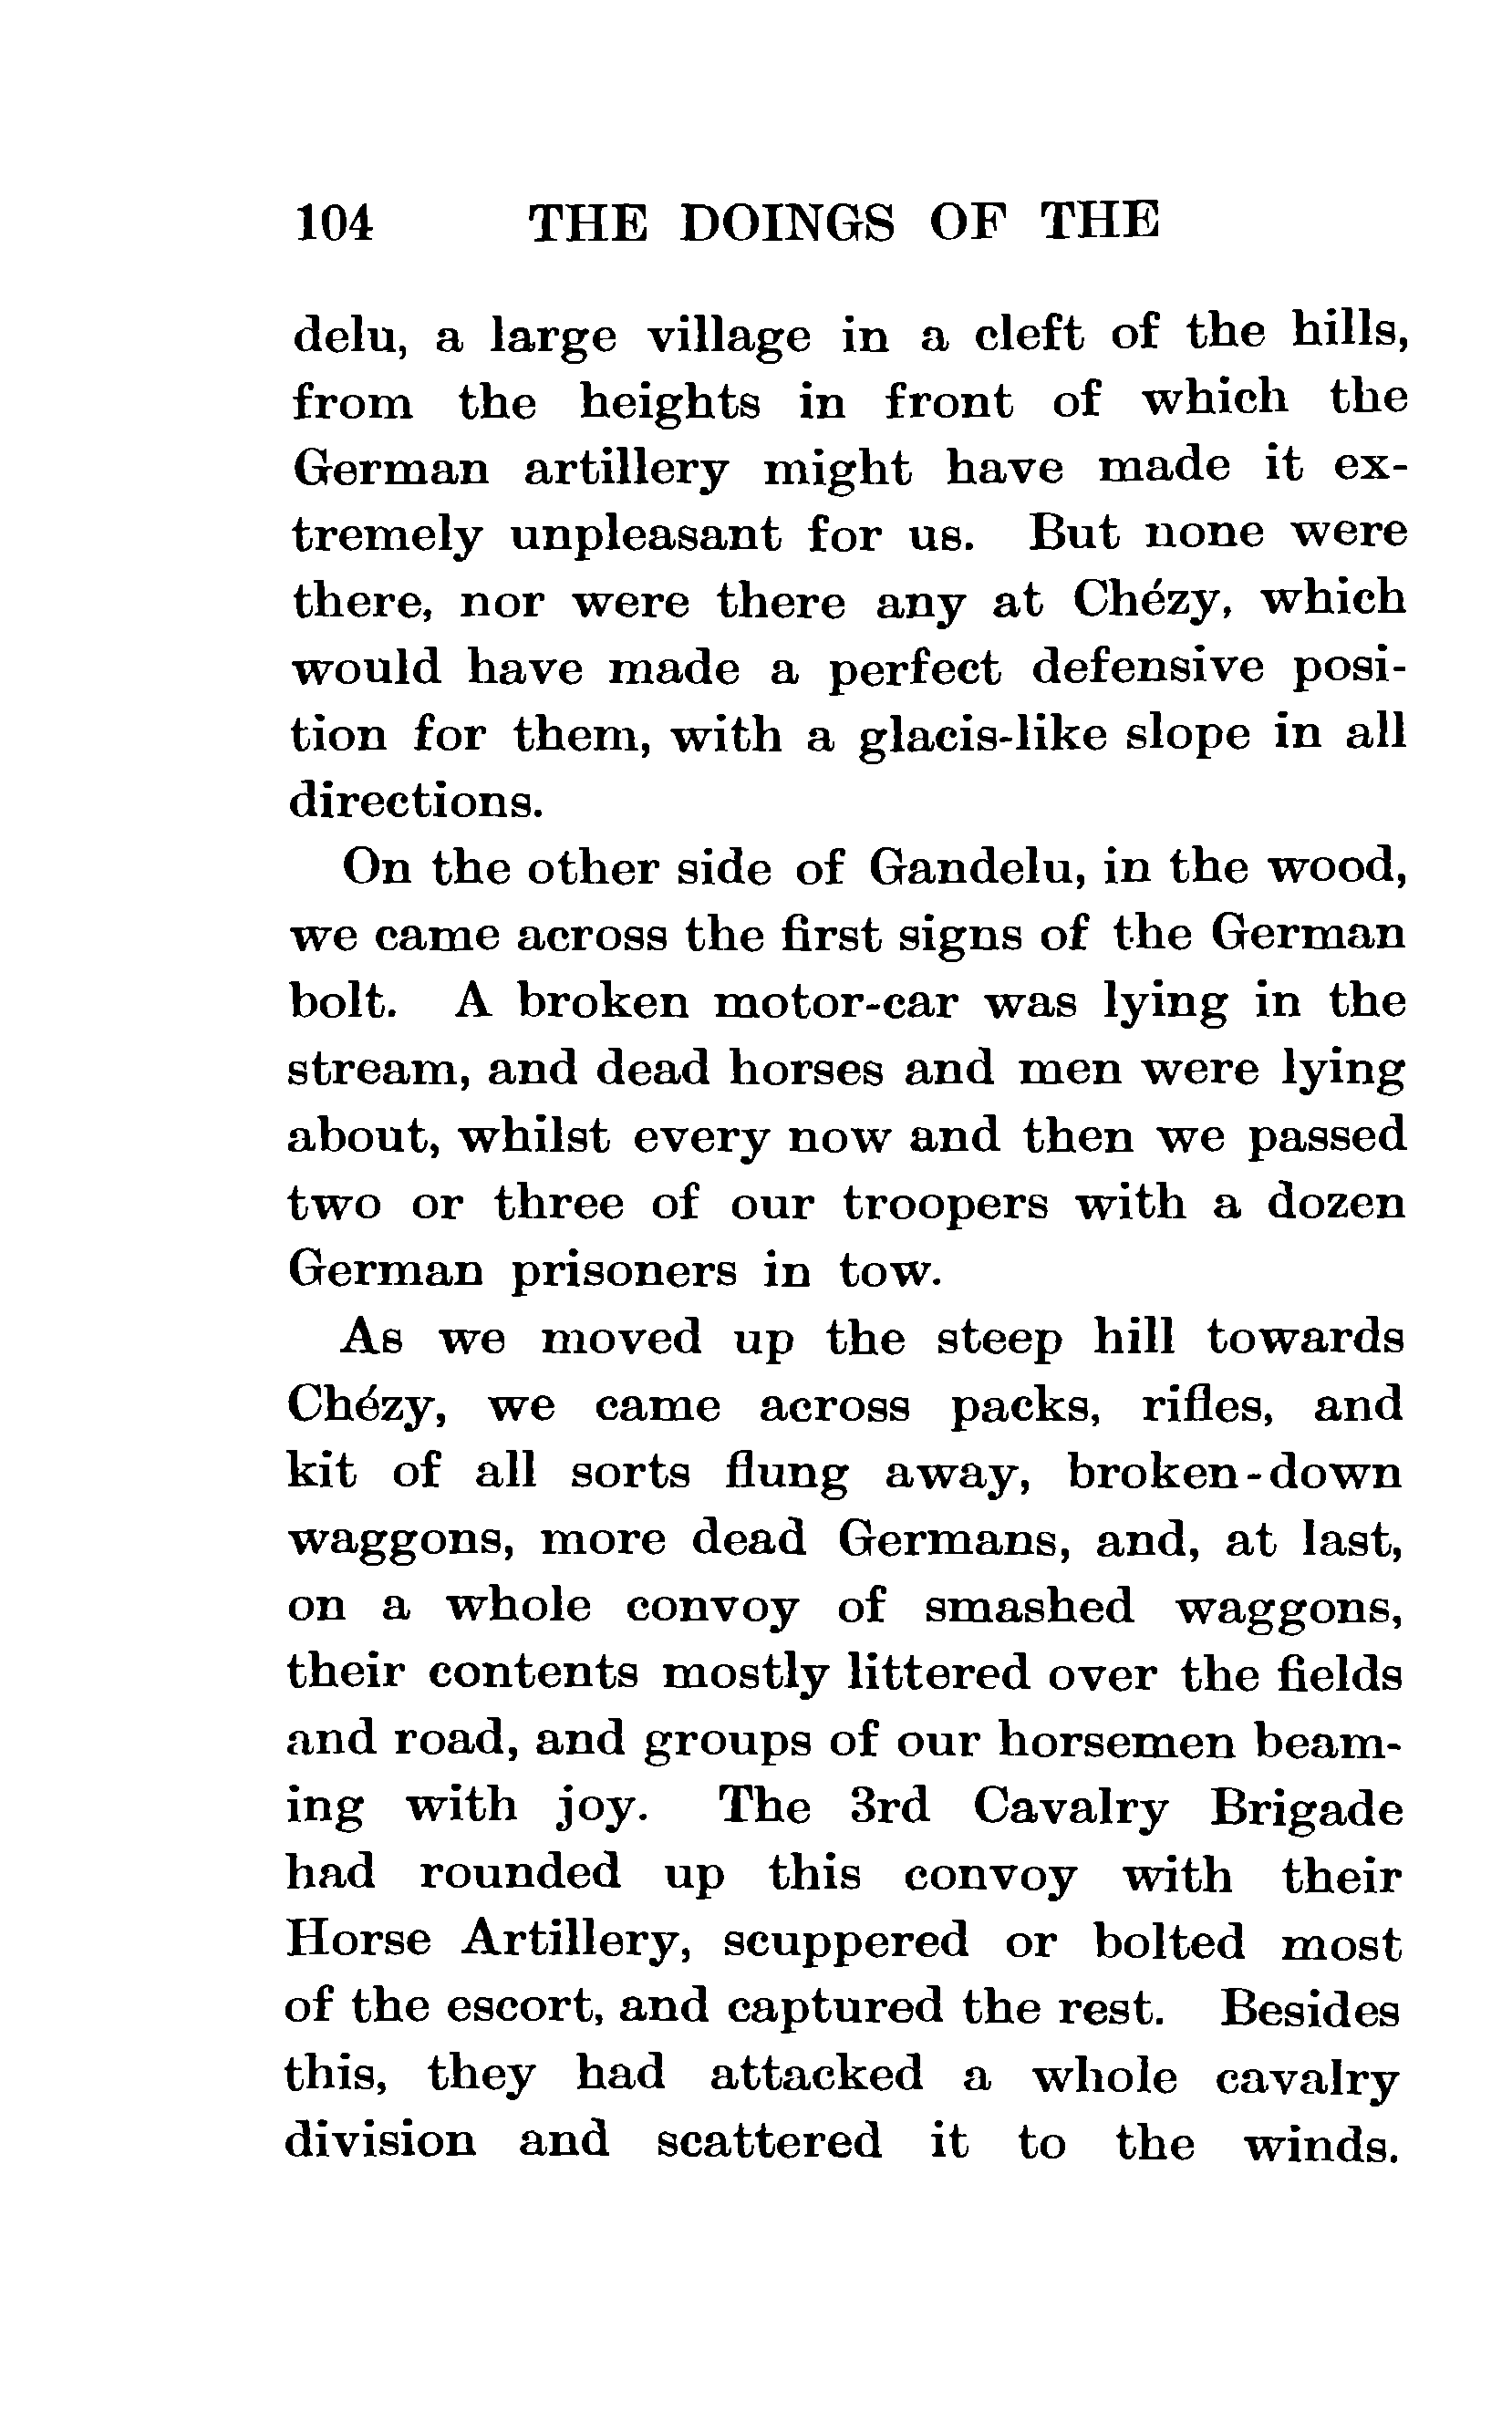 104 THE DOINGS OF THE
delu, a large village in a cleft of the hills,
from the heights in front of which the
German artillery might have made it ex-
tremely unpleasant for us. But none were
there, nor were there any at Chézy, which
would have made a perfect defensive posi-
tion for them, with a glacis-like slope in all
directions.
On the other side of Gandelu, in the wood,
we came across the first signs of the German
bolt. A broken motor-car was lying in the
stream, and dead horses and men were lying
about, whilst every now and then we passed
two or three of our troopers with a dozen
German prisoners in tow.
As we moved up the steep hill towards
Chézy, we came across packs, rifles, and
kit of all sorts flung away, broken-down
waggons, more dead Germans, and, at last,
on a whole convoy of smashed waggons,
their contents mostly littered over the fields
and road, and groups of our horsemen beam-
ing with joy. The 3rd Cavalry Brigade
had rounded up this convoy with their
Horse Artillery, scuppered or bolted most
of the escort, and captured the rest. Besides
this, they had attacked a whole cavalry
division and scattered it to the winds.